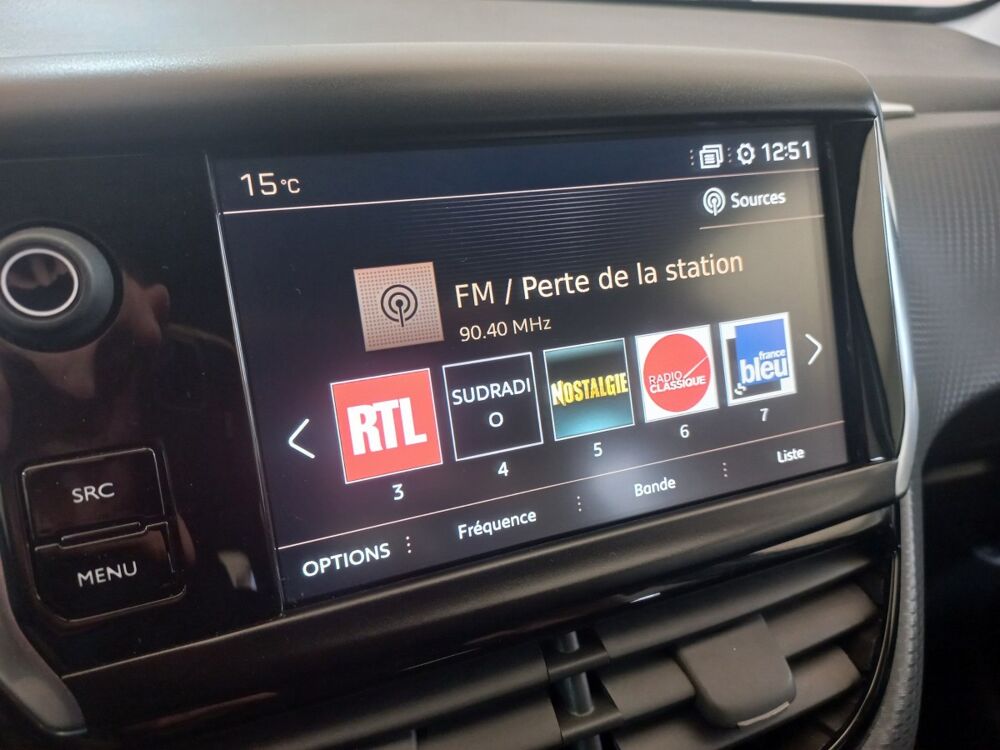 15°C
12:51
Sources
FM / Perte de la station
90.40 MHz
RTL
SUDRADI
O
NOSTALGIE
RADIO
CLASSIQUE
france
bleu
3
4
5
6
7
OPTIONS
Fréquence
Bande
Liste
SRC
MENU